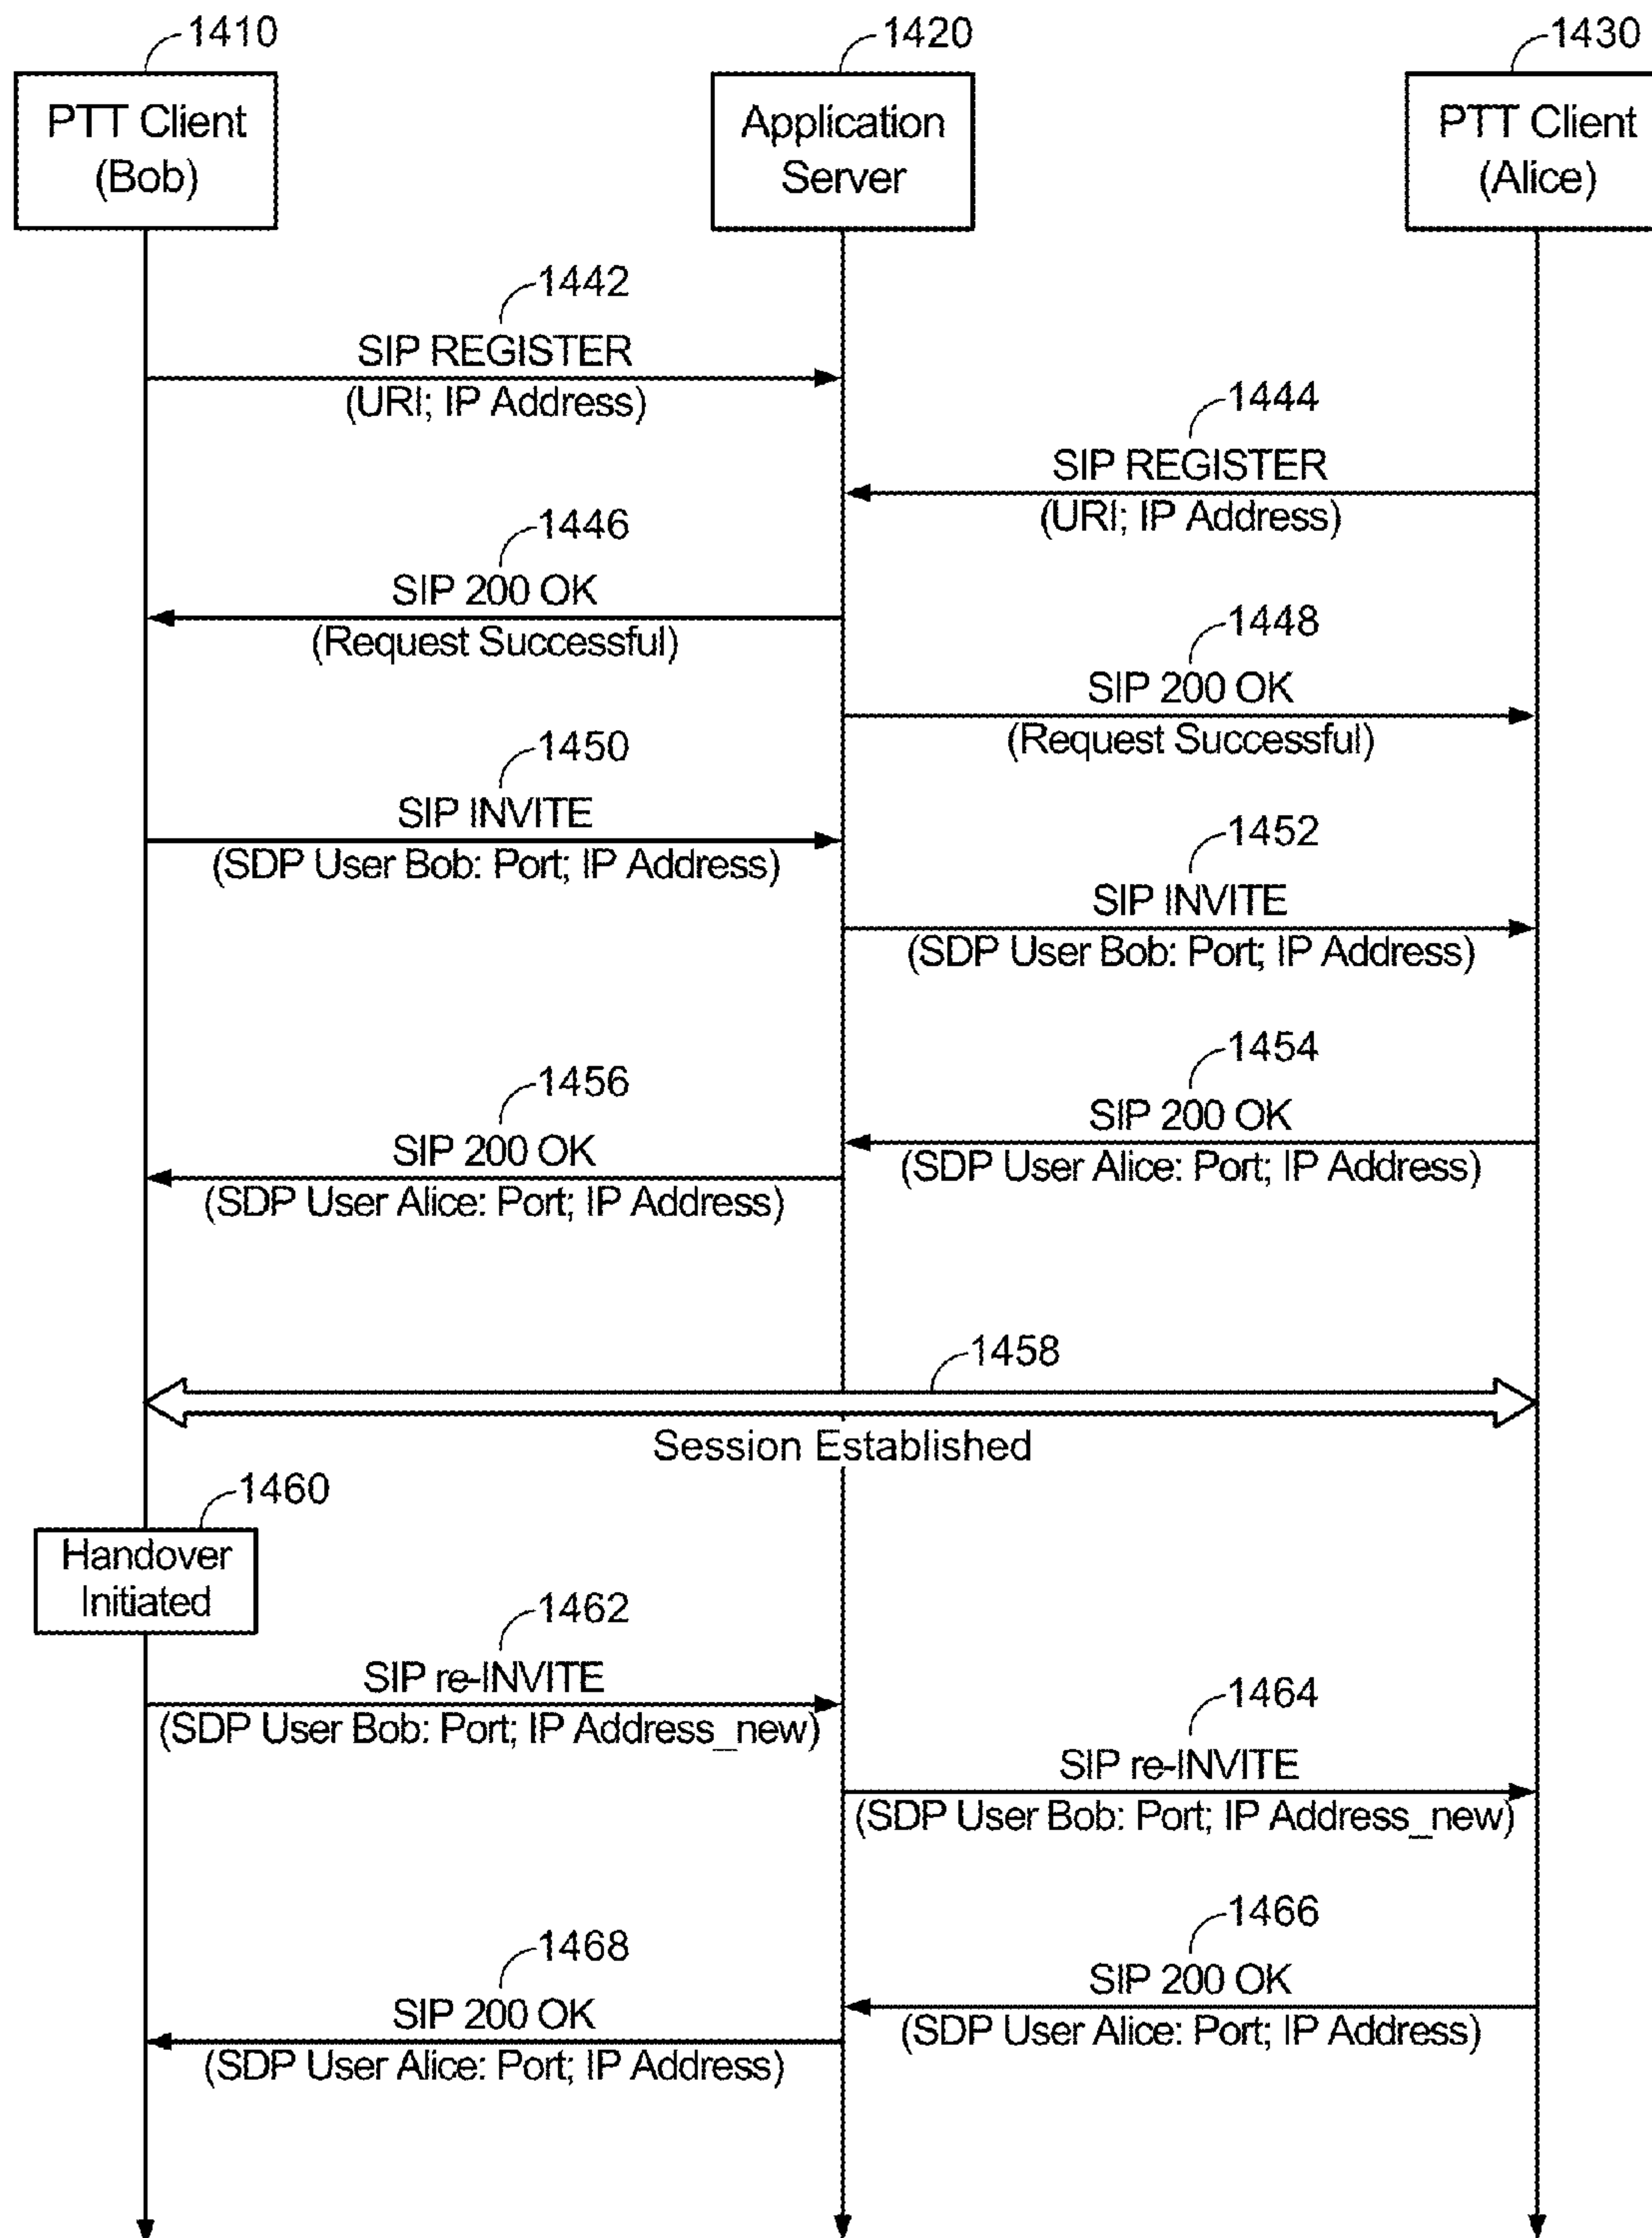 1410
1420
1430
PTT Client
(Bob)
Application
Server
PTT Client
(Alice)
1442
SIP REGISTER
(URI; IP Address)
1444
SIP REGISTER
(URI; IP Address)
1446
SIP 200 OK
(Request Successful)
1448
SIP 200 OK
(Request Successful)
1450
SIP INVITE
(SDP User Bob: Port; IP Address)
1452
SIP INVITE
(SDP User Bob: Port; IP Address)
1454
SIP 200 OK
(SDP User Alice: Port; IP Address)
1456
SIP 200 OK
(SDP User Alice: Port; IP Address)
1458
Session Established
1460
Handover
Initiated
1462
SIP re-INVITE
(SDP User Bob: Port; IP Address_new)
1464
SIP re-INVITE
(SDP User Bob: Port; IP Address_new)
1466
SIP 200 OK
(SDP User Alice: Port; IP Address)
1468
SIP 200 OK
(SDP User Alice: Port; IP Address)